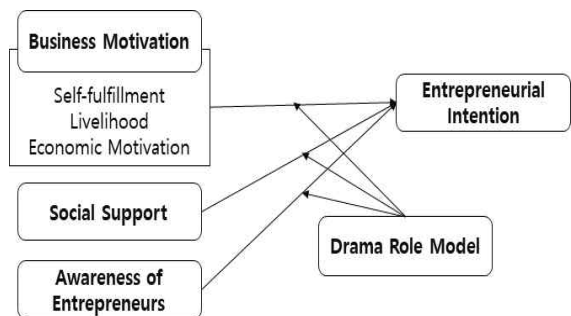 Business Motivation
Self-fulfillment
Livelihood
Economic Motivation
Social Support
Awareness of
Entrepreneurs
Entrepreneurial
Intention
Drama Role Model